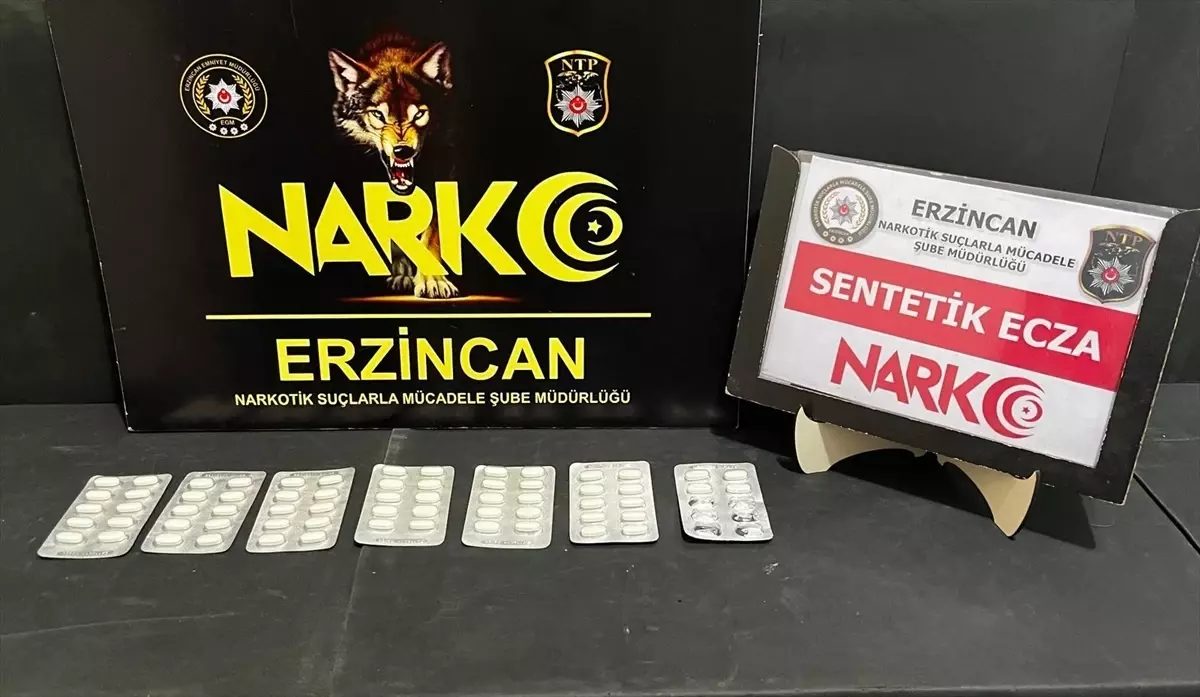 ERZİNCAN EMNİYET MÜDÜRLÜĞÜ
EGM
NTP
NARKO
ERZİNCAN
NARKOTİK SUÇLARLA MÜCADELE ŞUBE MÜDÜRLÜĞÜ
ERZİNCAN
NARKOTİK SUÇLARLA MÜCADELE
ŞUBE MÜDÜRLÜĞÜ
NTP
SENTETİK ECZA
NARKO